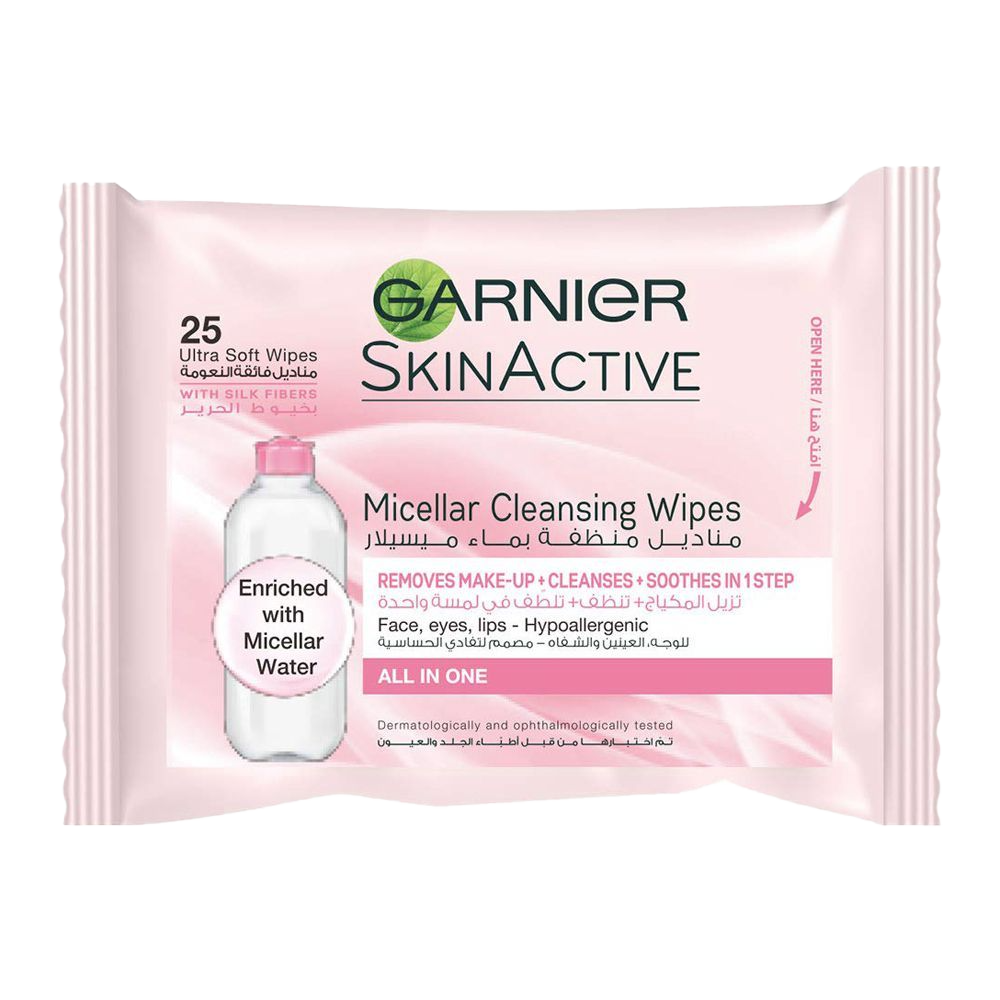 GARNIER
SKINACTIVE
25
Ultra Soft Wipes
مناديل فائقة النعومة
WITH SILK FIBERS
بخيوط الحرير
OPEN HERE / افتح هنا
Micellar Cleansing Wipes
مناديل منظفة بماء ميسيلار
Enriched
with
Micellar
Water
REMOVES MAKE-UP + CLEANSES + SOOTHES IN 1 STEP
تزيل المكياج + تنظف + تلطّف في لمسة واحدة
Face, eyes, lips - Hypoallergenic
للوجه، العينين والشفاه – مصمم لتفادي الحساسية
ALL IN ONE
Dermatologically and ophthalmologically tested
تمّ اختبارها من قبل أطبّاء الجلد والعيون